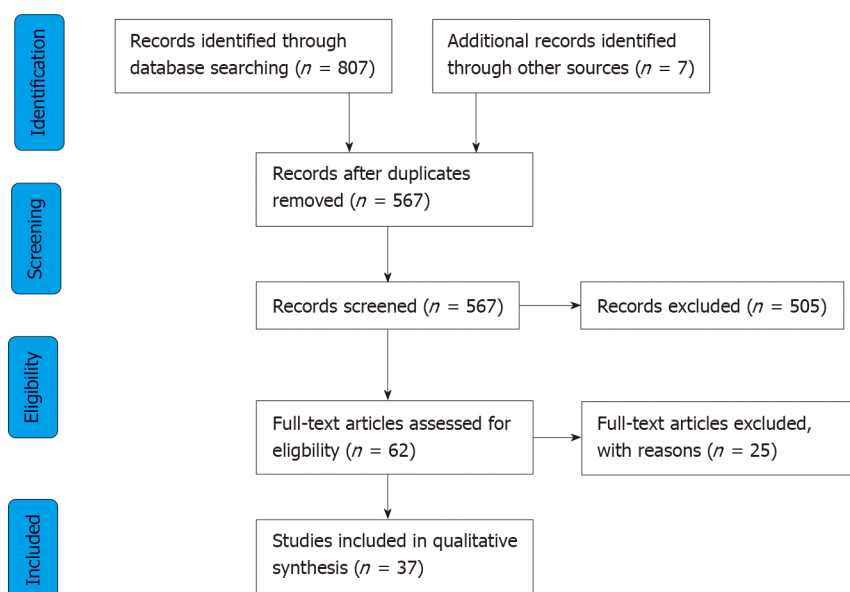 Identification
Records identified through
database searching (n = 807)
Additional records identified
through other sources (n = 7)
Records after duplicates
removed (n = 567)
Screening
Records screened (n = 567)
Records excluded (n = 505)
Eligibility
Full-text articles assessed for
eligbility (n = 62)
Full-text articles excluded,
with reasons (n = 25)
Included
Studies included in qualitative
synthesis (n = 37)